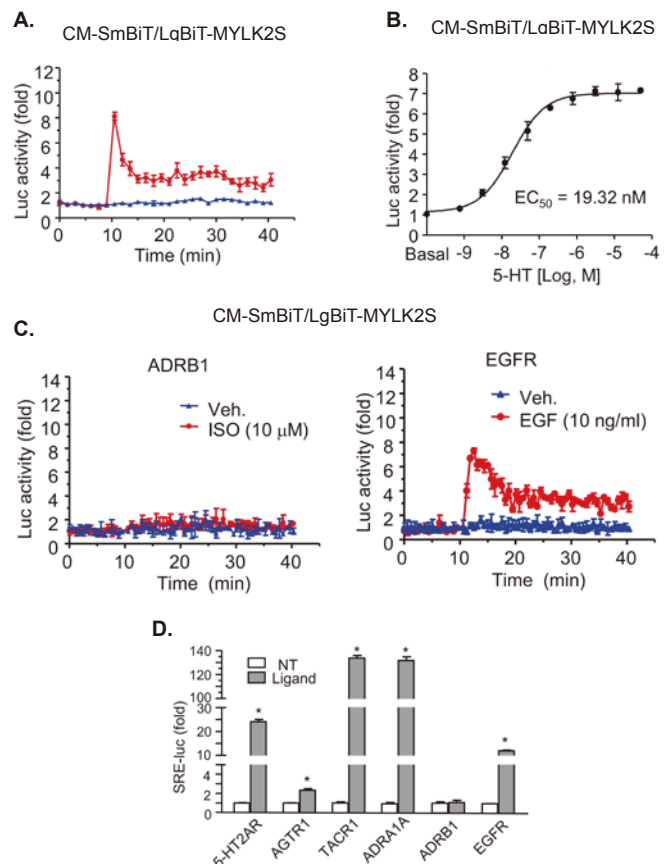 A.
CM-SmBiT/LgBiT-MYLK2S
Luc activity (fold)
12
10
8
6
4
2
0
0 10 20 30 40 50
Time (min)
B.
CM-SmBiT/LgBiT-MYLK2S
Luc activity (fold)
8
7
6
5
4
3
2
1
0
EC50 = 19.32 nM
Basal -9 -8 -7 -6 -5 -4
5-HT [Log, M]
C.
CM-SmBiT/LgBiT-MYLK2S
ADRB1
Luc activity (fold)
14
12
10
8
6
4
2
0
Veh.
ISO (10 μM)
0 10 20 30 40
Time (min)
EGFR
Luc activity (fold)
14
12
10
8
6
4
2
0
Veh.
EGF (10 ng/ml)
0 10 20 30 40
Time (min)
D.
SRE-luc (fold)
140
120
100
30
20
10
4
3
2
1
0
NT
Ligand
* * * * *
5-HT2AR
AGTR1
TACR1
ADRA1A
ADRB1
EGFR